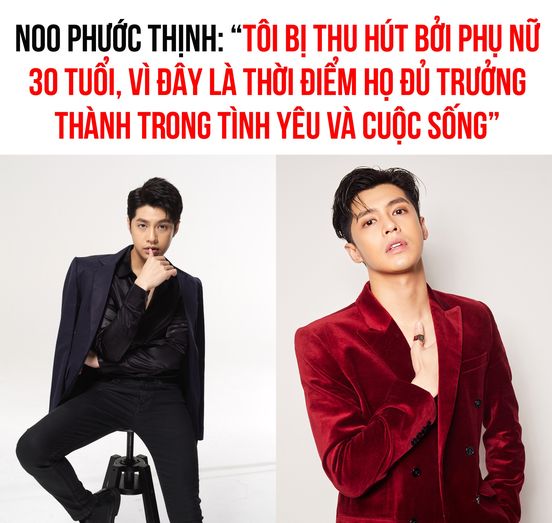 NOO PHƯỚC THỊNH: “TÔI BỊ THU HÚT BỞI PHỤ NỮ
30 TUỔI, VÌ ĐÂY LÀ THỜI ĐIỂM HỌ ĐỦ TRƯỞNG
THÀNH TRONG TÌNH YÊU VÀ CUỘC SỐNG”